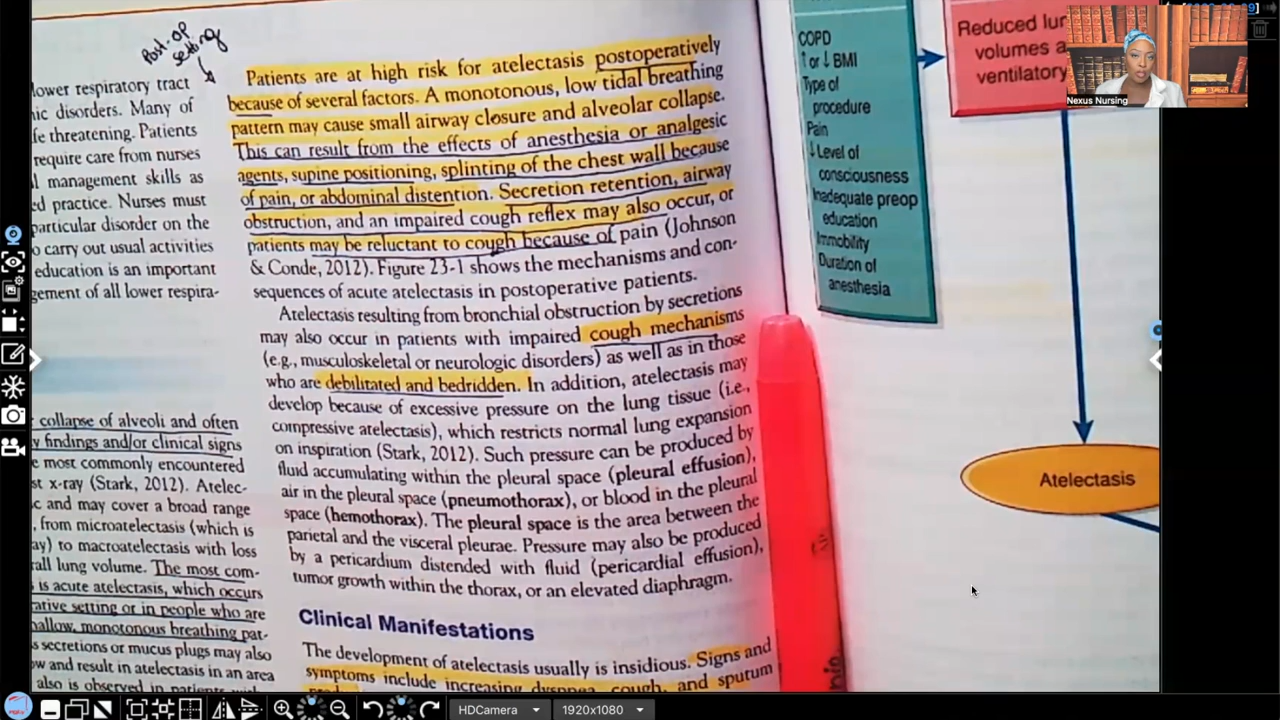 Post-op
setting
lower respiratory tract
nic disorders. Many of
fe threatening. Patients
require care from nurses
l management skills as
ed practice. Nurses must
particular disorder on the
o carry out usual activities
education is an important
gement of all lower respira-
collapse of alveoli and often
y findings and/or clinical signs
e most commonly encountered
st x-ray (Stark, 2012). Atelec-
c and may cover a broad range
, from microatelectasis (which is
ay) to macroatelectasis with loss
rall lung volume. The most com-
is acute atelectasis, which occurs
rative setting or in people who are
hallow, monotonous breathing pat-
s secretions or mucus plugs may also
ow and result in atelectasis in an area
also is observed in patients
Patients are at high risk for atelectasis postoperatively
because of several factors. A monotonous, low tidal breathing
pattern may cause small airway closure and alveolar collapse.
This can result from the effects of anesthesia or analgesic
agents, supine positioning, splinting of the chest wall because
of pain, or abdominal distention. Secretion retention, airway
obstruction, and an impaired cough reflex may also occur, or
patients may be reluctant to cough because of pain (Johnson
& Conde, 2012). Figure 23-1 shows the mechanisms and con-
sequences of acute atelectasis in postoperative patients.
Atelectasis resulting from bronchial obstruction by secretions
may also occur in patients with impaired cough mechanisms
(e.g., musculoskeletal or neurologic disorders) as well as in those
who are debilitated and bedridden. In addition, atelectasis may
develop because of excessive pressure on the lung tissue (i.e.,
compressive atelectasis), which restricts normal lung expansion
on inspiration (Stark, 2012). Such pressure can be produced by
fluid accumulating within the pleural space (pleural effusion),
air in the pleural space (pneumothorax), or blood in the pleural
space (hemothorax). The pleural space is the area between the
parietal and the visceral pleurae. Pressure may also be produced
by a pericardium distended with fluid (pericardial effusion),
tumor growth within the thorax, or an elevated diaphragm.
Clinical Manifestations
The development of atelectasis usually is insidious. Signs and
symptoms include increasing dyspnea, cough, and sputum
COPD
↑ or ↓ BMI
Type of
procedure
Pain
↓ Level of
consciousness
Inadequate preop
education
Immobility
Duration of
anesthesia
Reduced lu
volumes a
ventilatory
Atelectasis
Nexus Nursing
HDCamera
1920x1080